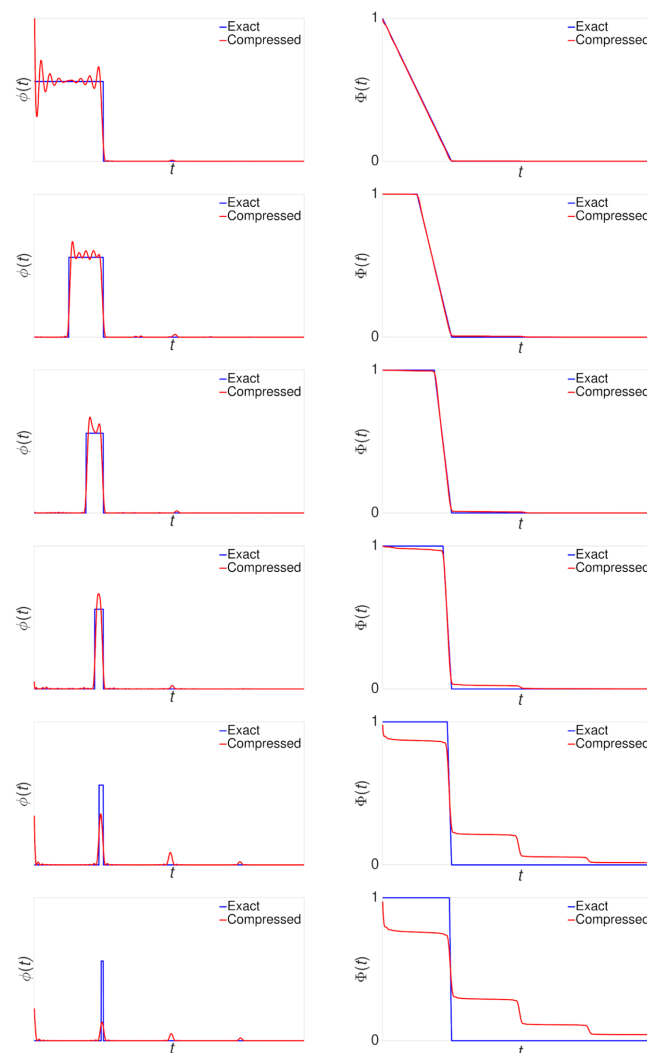 Exact
Compressed
ϕ(t)
t
1
Exact
Compressed
Φ(t)
0
t
Exact
Compressed
ϕ(t)
t
1
Exact
Compressed
Φ(t)
0
t
Exact
Compressed
ϕ(t)
t
1
Exact
Compressed
Φ(t)
0
t
Exact
Compressed
ϕ(t)
t
1
Exact
Compressed
Φ(t)
0
t
Exact
Compressed
ϕ(t)
t
1
Exact
Compressed
Φ(t)
0
t
Exact
Compressed
ϕ(t)
t
1
Exact
Compressed
Φ(t)
0
t